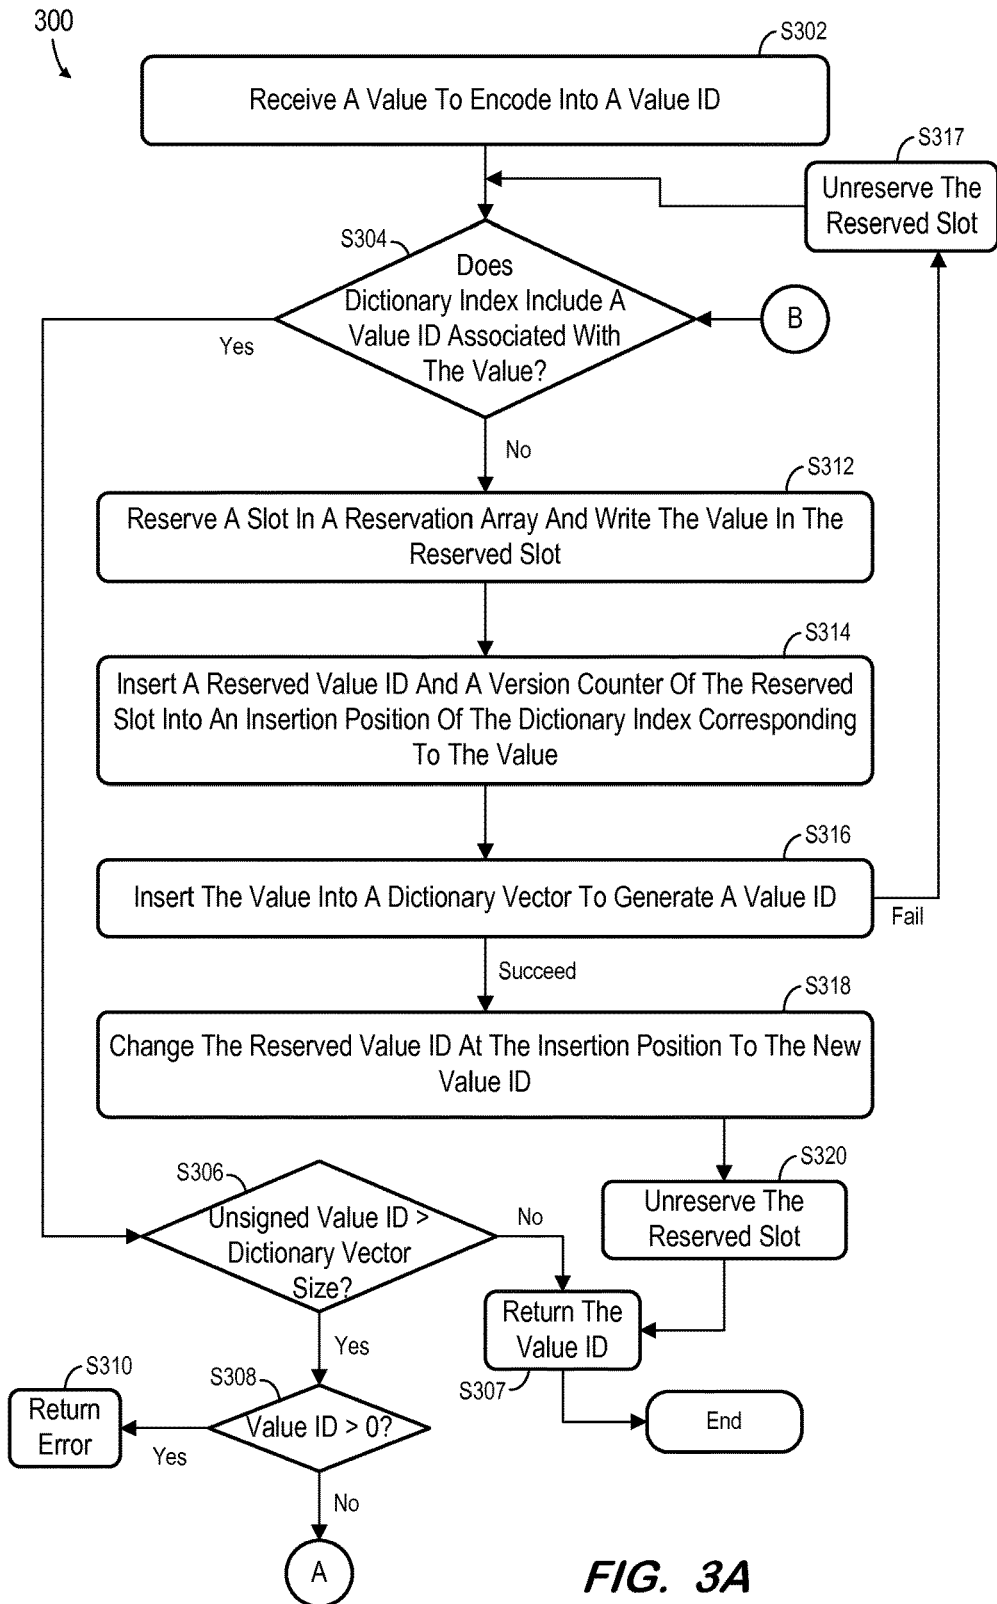 300
S302
Receive A Value To Encode Into A Value ID
S317
Unreserve The
Reserved Slot
S304
Does
Dictionary Index Include A
Value ID Associated With
The Value?
B
Yes
No
S312
Reserve A Slot In A Reservation Array And Write The Value In The
Reserved Slot
S314
Insert A Reserved Value ID And A Version Counter Of The Reserved
Slot Into An Insertion Position Of The Dictionary Index Corresponding
To The Value
S316
Insert The Value Into A Dictionary Vector To Generate A Value ID
Fail
Succeed
S318
Change The Reserved Value ID At The Insertion Position To The New
Value ID
S320
Unreserve The
Reserved Slot
S306
Unsigned Value ID >
Dictionary Vector
Size?
No
Return The
Value ID
S307
Yes
S308
Value ID > 0?
S310
Return
Error
Yes
End
No
A
FIG. 3A